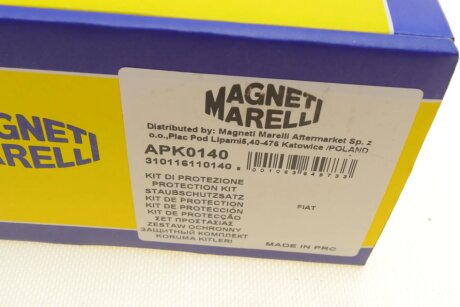 MAGNETI
MARELLI
MAGNETI
MARELLI
Distributed by: Magneti Marelli Aftermarket Sp. z
o.o.,Plac Pod Lipami5,40-476 Katowice /POLAND
APK0140
310116110140
KIT DI PROTEZIONE
PROTECTION KIT
STAUBSCHUTZSATZ
KIT DE PROTECTION
KIT DE PROTECCIÓN
KIT DE PROTECÇÃO
ΣΕΤ ΠΡΟΣΤΑΣΙΑΣ
ZESTAW OCHRONNY
ЗАЩИТНЫЙ КОМПЛЕКТ
KORUMA KITLERI
FIAT
MADE IN PRC